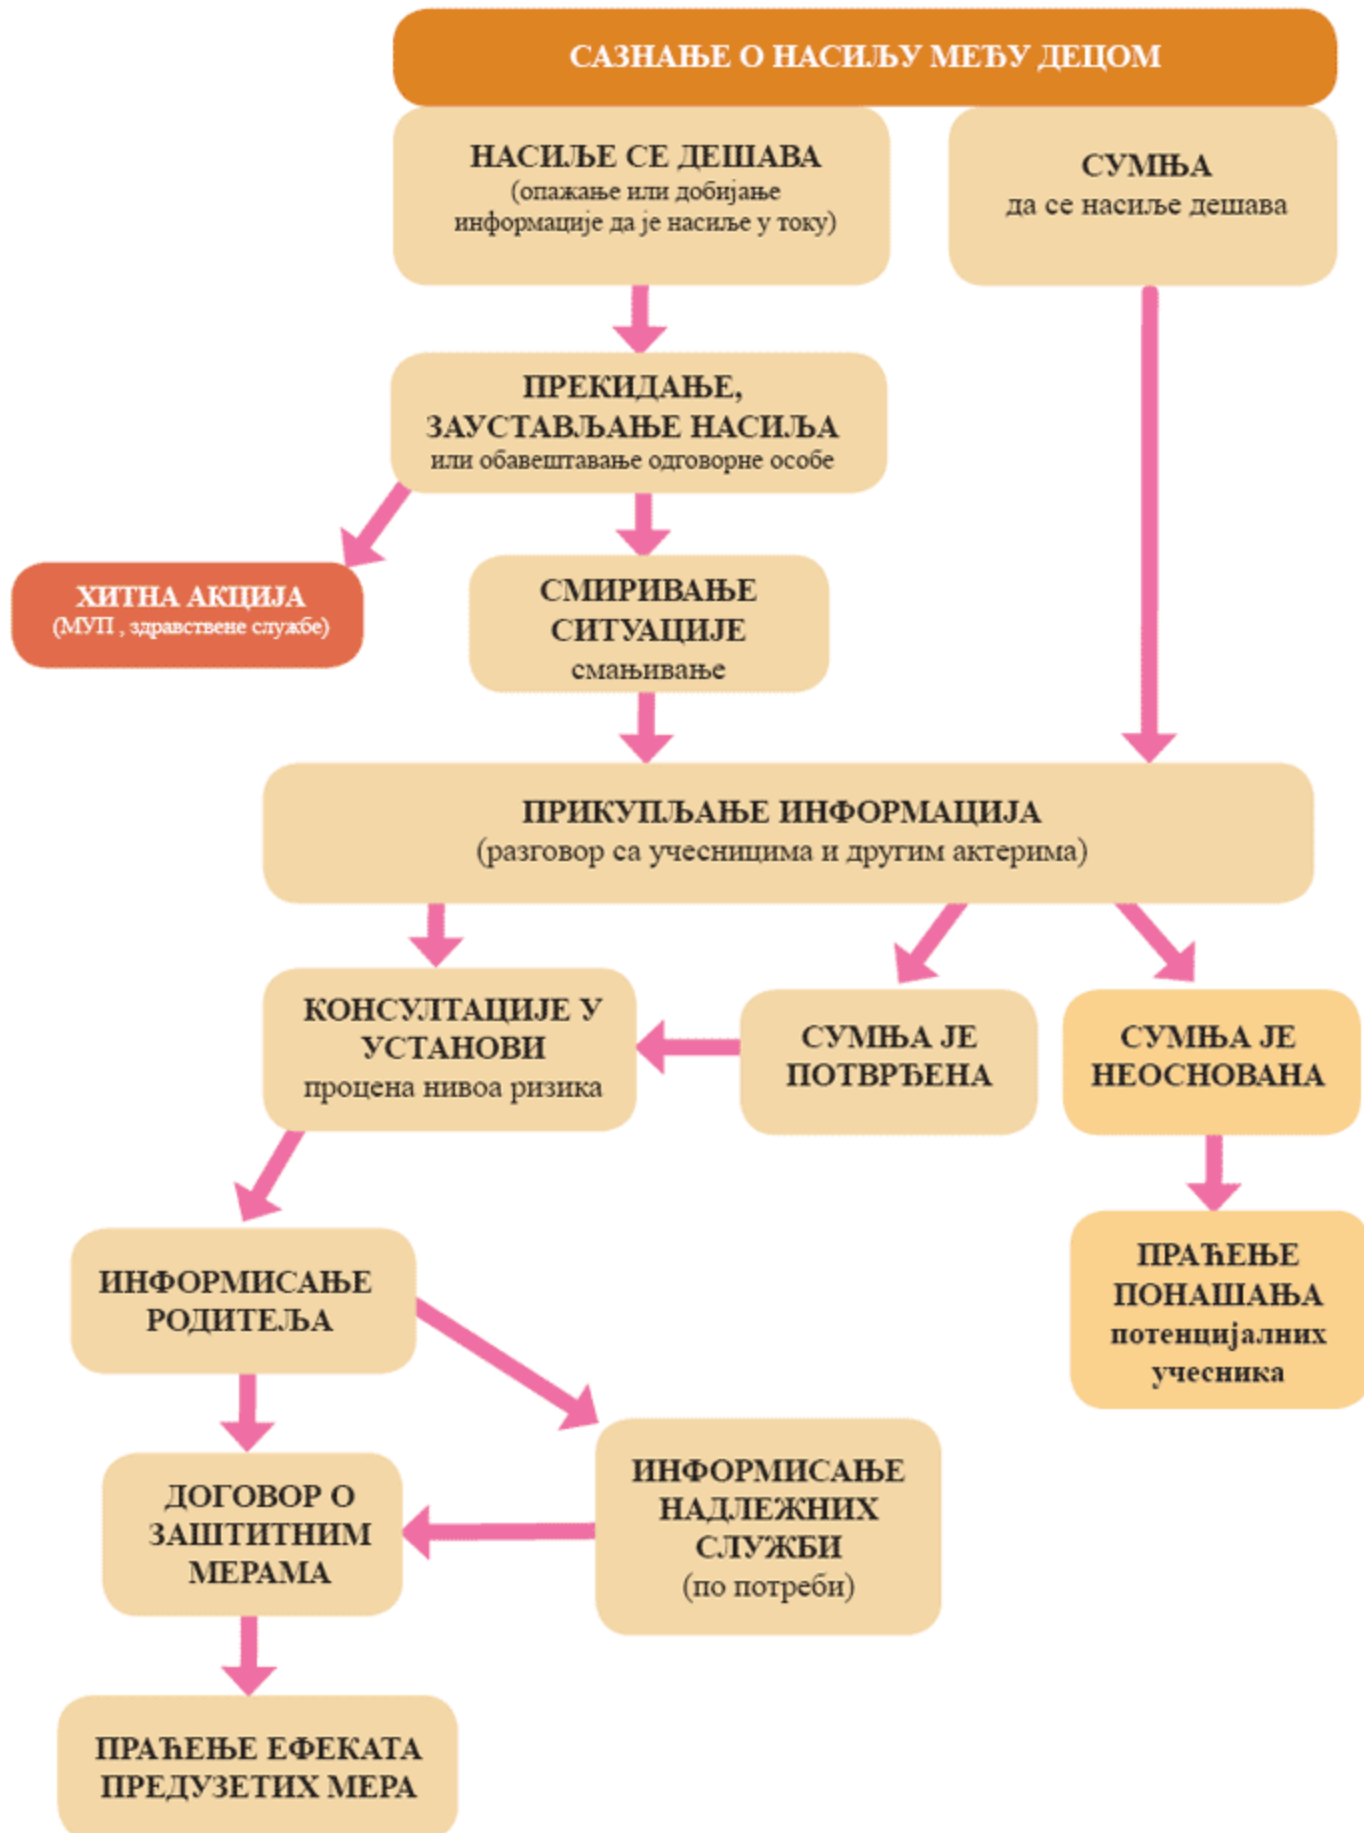 САЗНАЊЕ О НАСИЉУ МЕЂУ ДЕЦОМ
НАСИЉЕ СЕ ДЕШАВА
(опажање или добијање
информације да је насиље у току)
СУМЊА
да се насиље дешава
ПРЕКИДАЊЕ,
ЗАУСТАВЉАЊЕ НАСИЉА
или обавештавање одговорне особе
ХИТНА АКЦИЈА
(МУП , здравствене службе)
СМИРИВАЊЕ
СИТУАЦИЈЕ
смањивање
ПРИКУПЉАЊЕ ИНФОРМАЦИЈА
(разговор са учесницима и другим актерима)
КОНСУЛТАЦИЈЕ У
УСТАНОВИ
процена нивоа ризика
СУМЊА ЈЕ
ПОТВРЂЕНА
СУМЊА ЈЕ
НЕОСНОВАНА
ИНФОРМИСАЊЕ
РОДИТЕЉА
ПРАЋЕЊЕ
ПОНАШАЊА
потенцијалних
учесника
ДОГОВОР О
ЗАШТИТНИМ
МЕРАМА
ИНФОРМИСАЊЕ
НАДЛЕЖНИХ
СЛУЖБИ
(по потреби)
ПРАЋЕЊЕ ЕФЕКАТА
ПРЕДУЗЕТИХ МЕРА